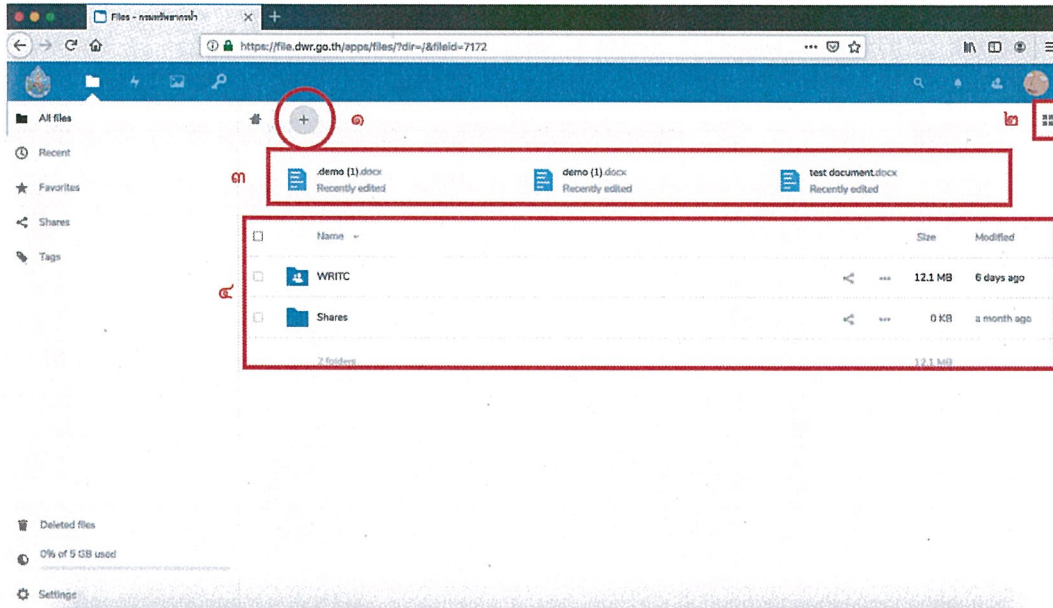 Files - กรมทรัพยากรน้ำ
https://file.dwr.go.th/apps/files/?dir=/&fileid=7172
All files
๑
๒
Recent
Favorites
Shares
Tags
๓
.demo (1).docx
Recently edited
demo (1).docx
Recently edited
test document.docx
Recently edited
๔
Name
Size
Modified
WRITC
12.1 MB
6 days ago
Shares
0 KB
a month ago
2 folders
12.1 MB
Deleted files
0% of 5 GB used
Settings